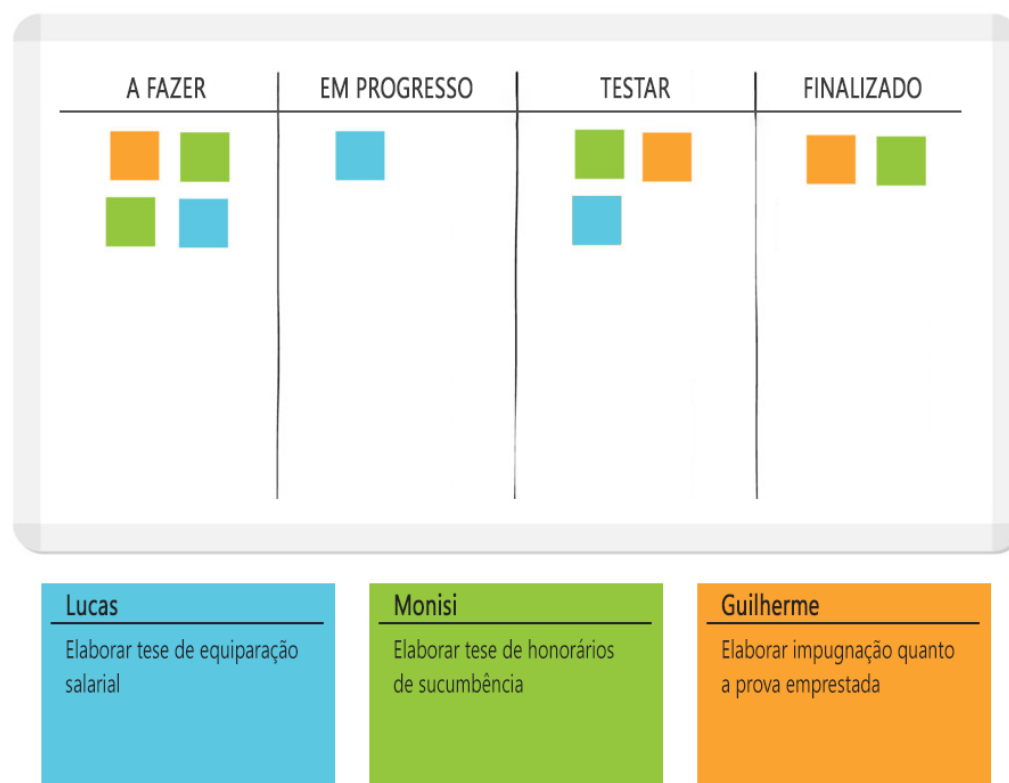 A FAZER
EM PROGRESSO
TESTAR
FINALIZADO
Lucas
Elaborar tese de equiparação
salarial
Monisi
Elaborar tese de honorários
de sucumbência
Guilherme
Elaborar impugnação quanto
a prova emprestada